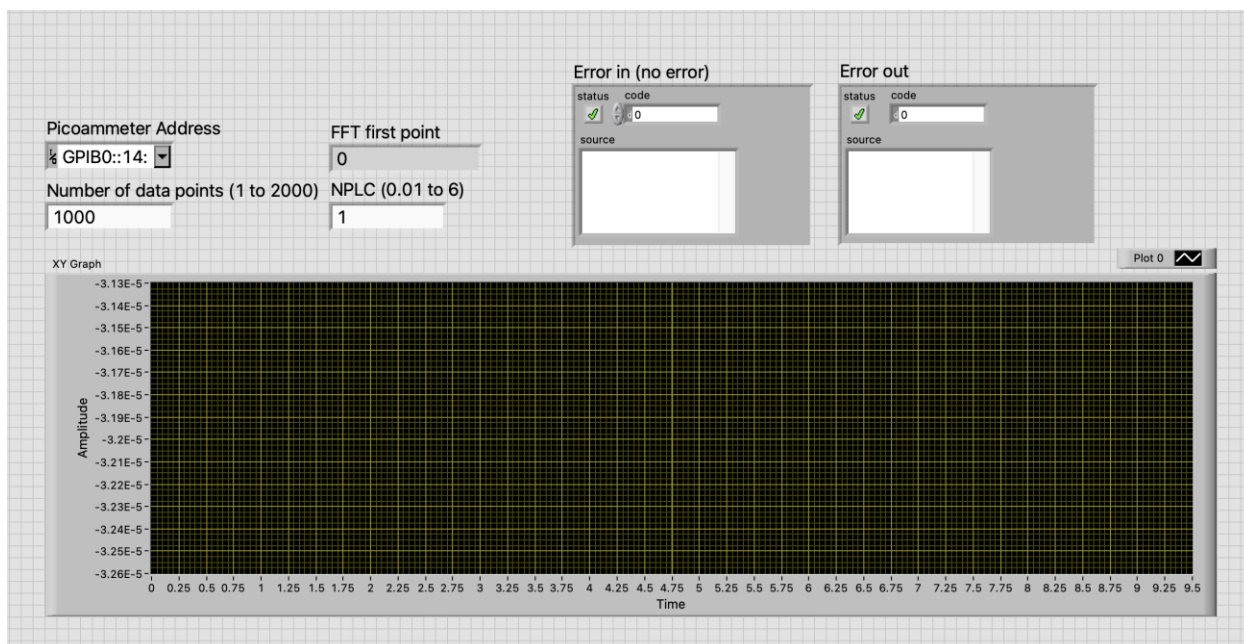 Error in (no error)
status
code
0
source
Error out
status
code
0
source
Picoammeter Address
GPIB0::14:
FFT first point
0
Number of data points (1 to 2000)
1000
NPLC (0.01 to 6)
1
XY Graph
Plot 0
-3.13E-5
-3.14E-5
-3.15E-5
-3.16E-5
-3.17E-5
-3.18E-5
-3.19E-5
-3.2E-5
-3.21E-5
-3.22E-5
-3.23E-5
-3.24E-5
-3.25E-5
-3.26E-5
Amplitude
0 0.25 0.5 0.75 1 1.25 1.5 1.75 2 2.25 2.5 2.75 3 3.25 3.5 3.75 4 4.25 4.5 4.75 5 5.25 5.5 5.75 6 6.25 6.5 6.75 7 7.25 7.5 7.75 8 8.25 8.5 8.75 9 9.25 9.5
Time